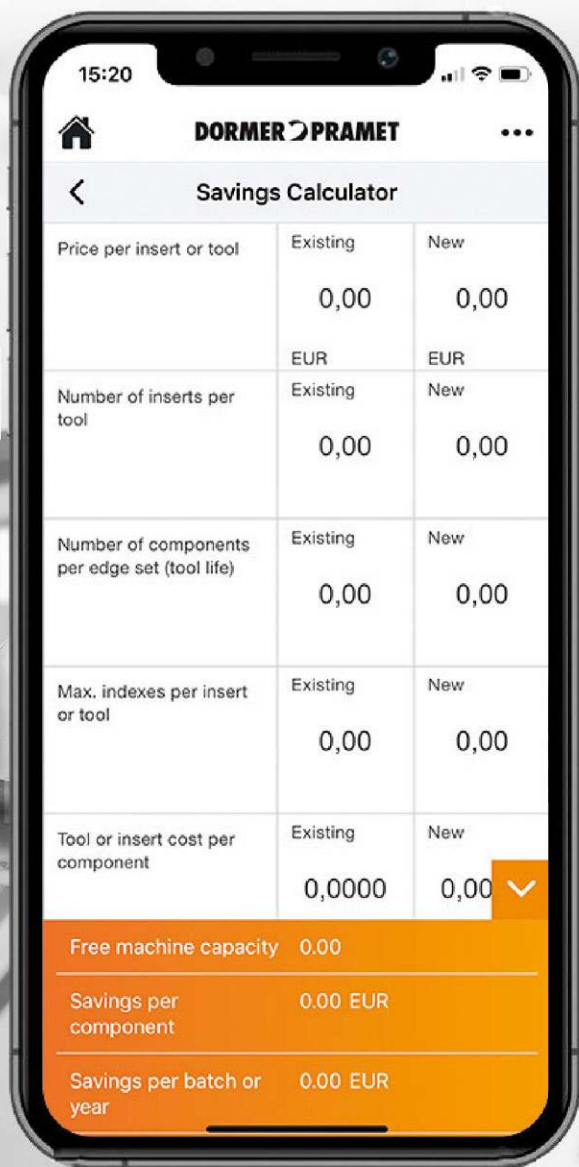 15:20
DORMER PRAMET
Savings Calculator
Price per insert or tool
Existing
New
0,00
0,00
EUR
EUR
Number of inserts per
tool
Existing
New
0,00
0,00
Number of components
per edge set (tool life)
Existing
New
0,00
0,00
Max. indexes per insert
or tool
Existing
New
0,00
0,00
Tool or insert cost per
component
Existing
New
0,0000
0,00
Free machine capacity 0.00
Savings per
component
0.00 EUR
Savings per batch or
year
0.00 EUR